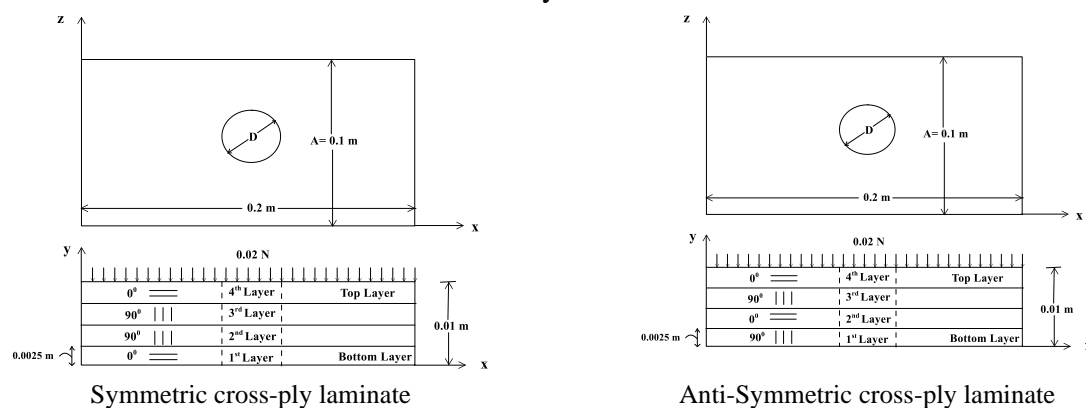 z
D
A= 0.1 m
0.2 m
x
y
0.02 N
0⁰ 4th Layer Top Layer
90⁰ 3rd Layer
90⁰ 2nd Layer
0⁰ 1st Layer Bottom Layer
0.01 m
0.0025 m
x
Symmetric cross-ply laminate
z
D
A= 0.1 m
0.2 m
x
y
0.02 N
0⁰ 4th Layer Top Layer
90⁰ 3rd Layer
0⁰ 2nd Layer
90⁰ 1st Layer Bottom Layer
0.01 m
0.0025 m
Anti-Symmetric cross-ply laminate